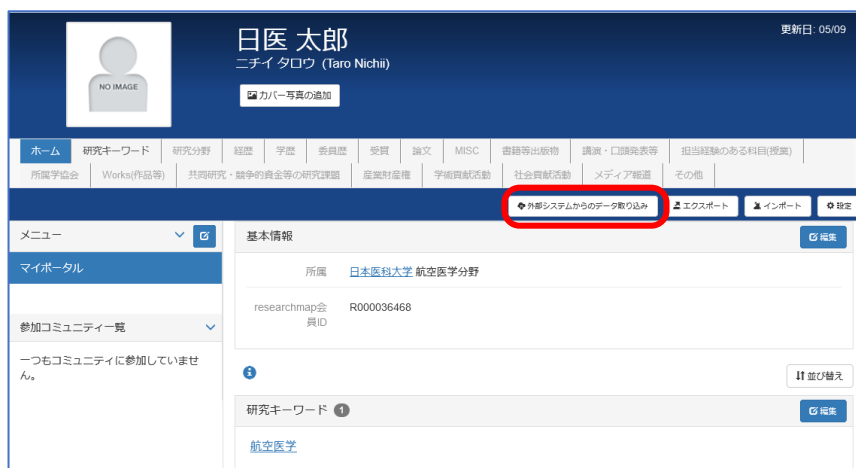 更新日: 05/09
日医 太郎
ニチイ タロウ (Taro Nichii)
NO IMAGE
カバー写真の追加
ホーム 研究キーワード 研究分野 経歴 学歴 委員歴 受賞 論文 MISC 書籍等出版物 講演・口頭発表等 担当経験のある科目(授業)
所属学協会 Works(作品等) 共同研究・競争的資金等の研究課題 産業財産権 学術貢献活動 社会貢献活動 メディア報道 その他
外部システムからのデータ取り込み エクスポート インポート 設定
メニュー
マイポータル
参加コミュニティ一覧
一つもコミュニティに参加していませ
ん。
基本情報 編集
所属 日本医科大学 航空医学分野
researchmap会
員ID R000036468
並び替え
研究キーワード 1 編集
航空医学